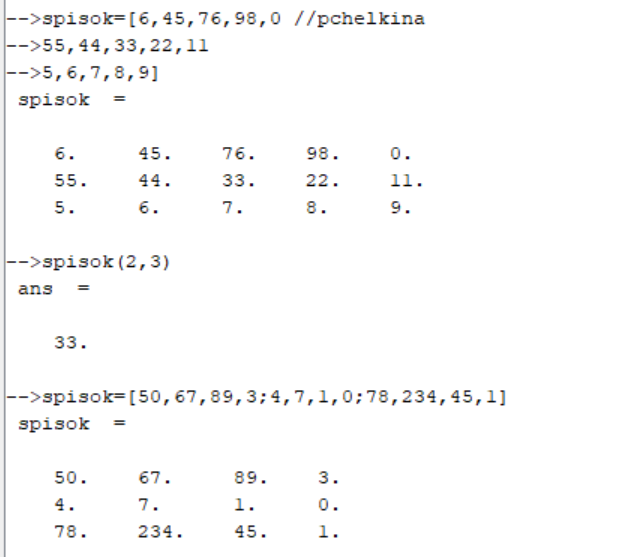 -->spisok=[6,45,76,98,0 //pchelkina
-->55,44,33,22,11
-->5,6,7,8,9]
spisok  =
6.  45.  76.  98.  0.
55.  44.  33.  22.  11.
5.  6.  7.  8.  9.
-->spisok(2,3)
ans  =
33.
-->spisok=[50,67,89,3;4,7,1,0;78,234,45,1]
spisok  =
50.  67.  89.  3.
4.  7.  1.  0.
78.  234.  45.  1.